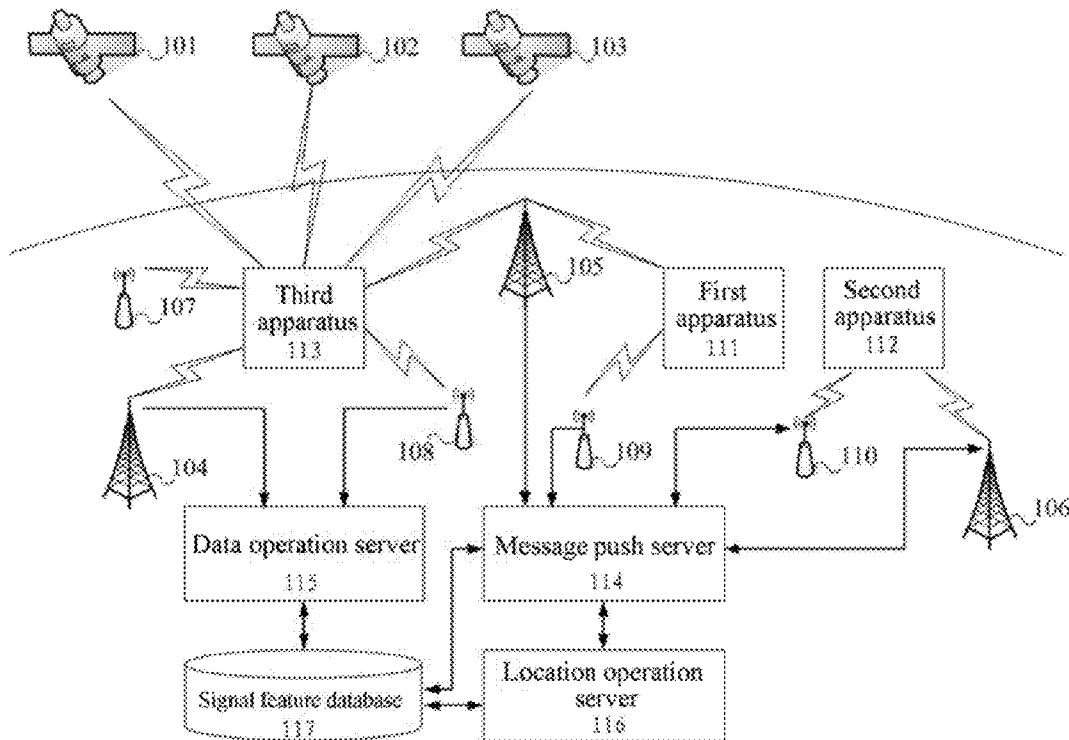 101
102
103
107
Third
apparatus
113
105
First
apparatus
111
Second
apparatus
112
104
108
109
110
106
Data operation server
115
Message push server
114
Signal feature database
117
Location operation
server
116